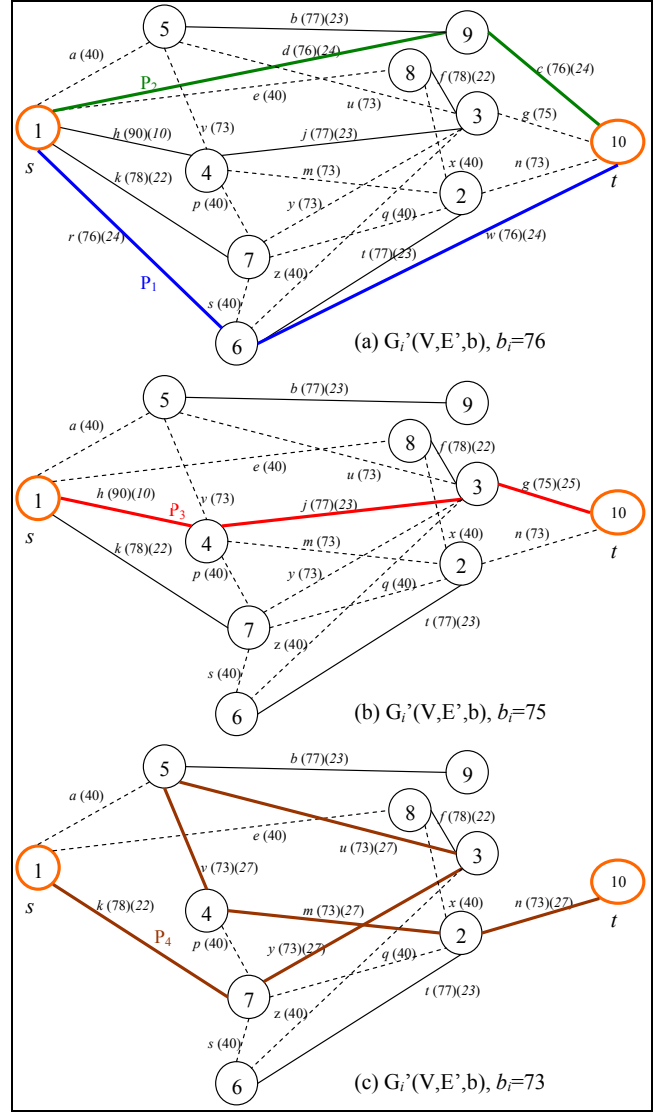 b (77)(23)
5
9
a (40)
d (76)(24)
P2
8
f (78)(22)
c (76)(24)
e (40)
u (73)
3
g (75)
1
h (90)(10)
y (73)
j (77)(23)
10
s
4
m (73)
x (40)
n (73)
t
k (78)(22)
p (40)
2
y (73)
q (40)
r (76)(24)
7
z (40)
t (77)(23)
w (76)(24)
P1
s (40)
6
(a) Gi’(V,E’,b), bi=76
b (77)(23)
5
9
a (40)
8
f (78)(22)
e (40)
u (73)
3
g (75)(25)
1
h (90)(10)
y (73)
j (77)(23)
10
s
P3
4
m (73)
x (40)
n (73)
t
k (78)(22)
p (40)
2
y (73)
q (40)
7
z (40)
t (77)(23)
s (40)
6
(b) Gi’(V,E’,b), bi=75
b (77)(23)
5
9
a (40)
8
f (78)(22)
e (40)
u (73)(27)
3
1
v (73)(27)
10
s
k (78)(22)
4
m (73)(27)
x (40)
n (73)(27)
t
P4
p (40)
2
y (73)(27)
q (40)
7
z (40)
t (77)(23)
s (40)
6
(c) Gi’(V,E’,b), bi=73